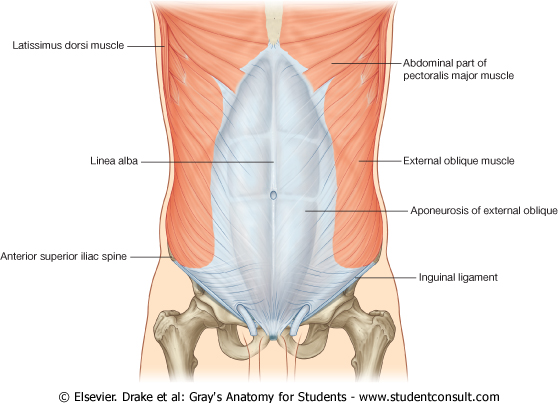 Latissimus dorsi muscle
Abdominal part of
pectoralis major muscle
Linea alba
External oblique muscle
Aponeurosis of external oblique
Anterior superior iliac spine
Inguinal ligament
© Elsevier. Drake et al: Gray's Anatomy for Students - www.studentconsult.com